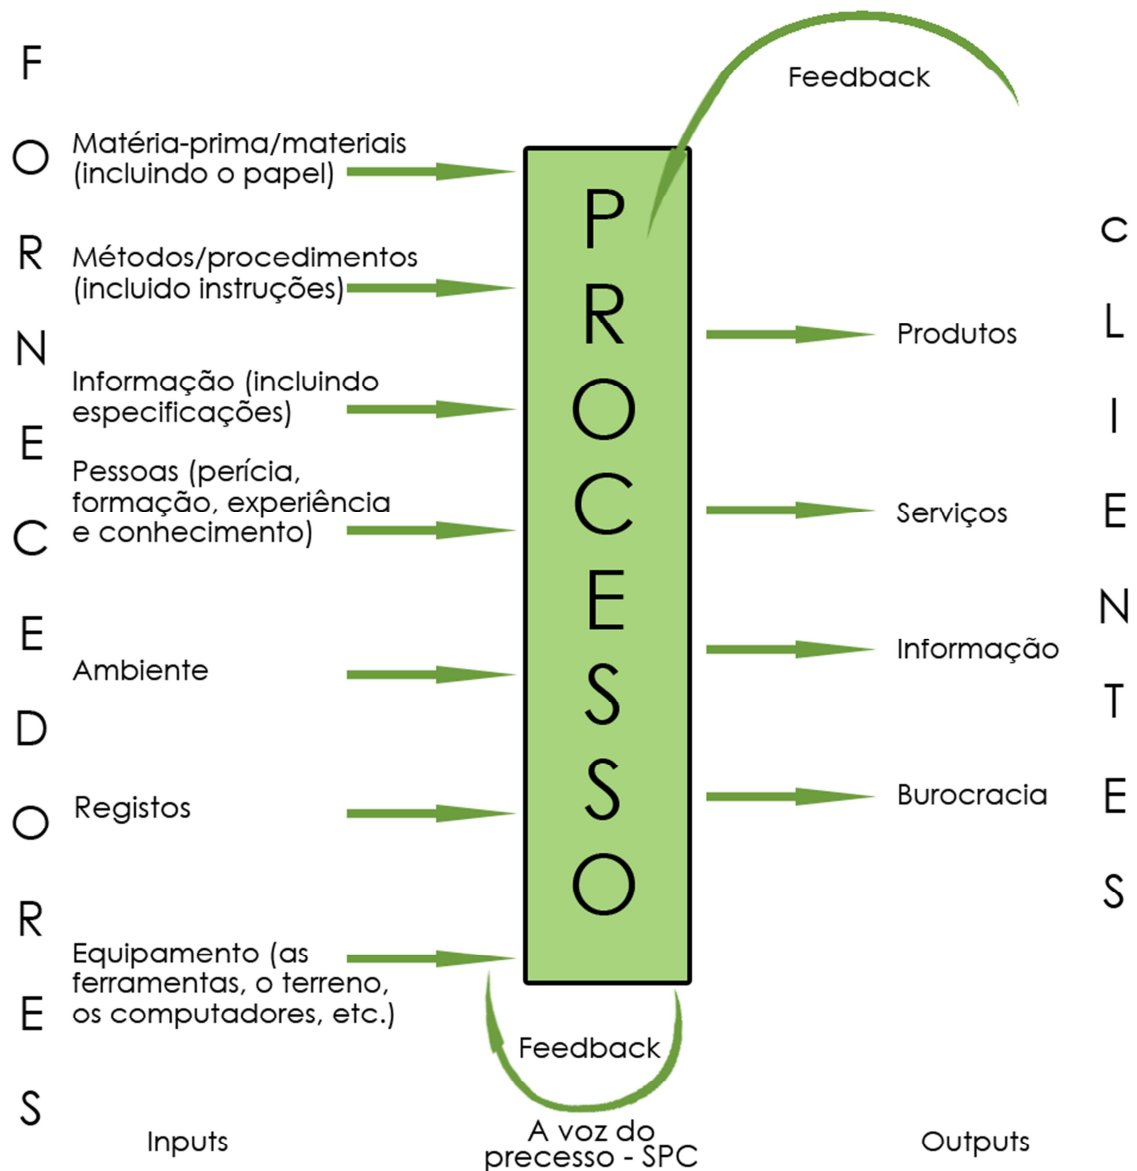 FORNECEDORES
Matéria-prima/materiais
(incluindo o papel)
Métodos/procedimentos
(incluido instruções)
Informação (incluindo
especificações)
Pessoas (perícia,
formação, experiência
e conhecimento)
Ambiente
Registos
Equipamento (as
ferramentas, o terreno,
os computadores, etc.)
Inputs
PROCESSO
Feedback
Feedback
A voz do
precesso - SPC
Produtos
Serviços
Informação
Burocracia
Outputs
CLIENTES